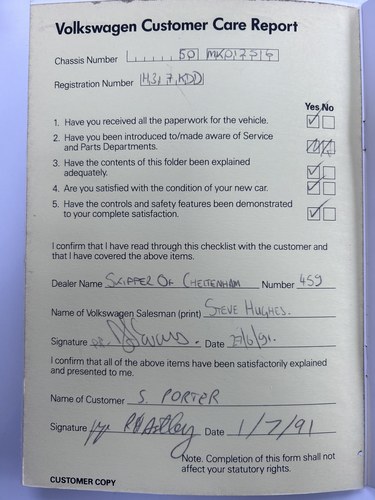 Volkswagen Customer Care Report
Chassis Number 50
Registration Number H317 KDD
Yes No
1. Have you received all the paperwork for the vehicle.
2. Have you been introduced to/made aware of Service
and Parts Departments.
3. Have the contents of this folder been explained
adequately.
4. Are you satisfied with the condition of your new car.
5. Have the controls and safety features been demonstrated
to your complete satisfaction.
I confirm that I have read through this checklist with the customer and
that I have covered the above items.
Dealer Name SKIPPER OF CHELTENHAM Number 459
Name of Volkswagen Salesman (print) STEVE HUGHES.
Signature Date /6/91.
I confirm that all of the above items have been satisfactorily explained
and presented to me.
Name of Customer S. PORTER
Signature pp Date 1/7/91
Note. Completion of this form shall not
affect your statutory rights.
CUSTOMER COPY